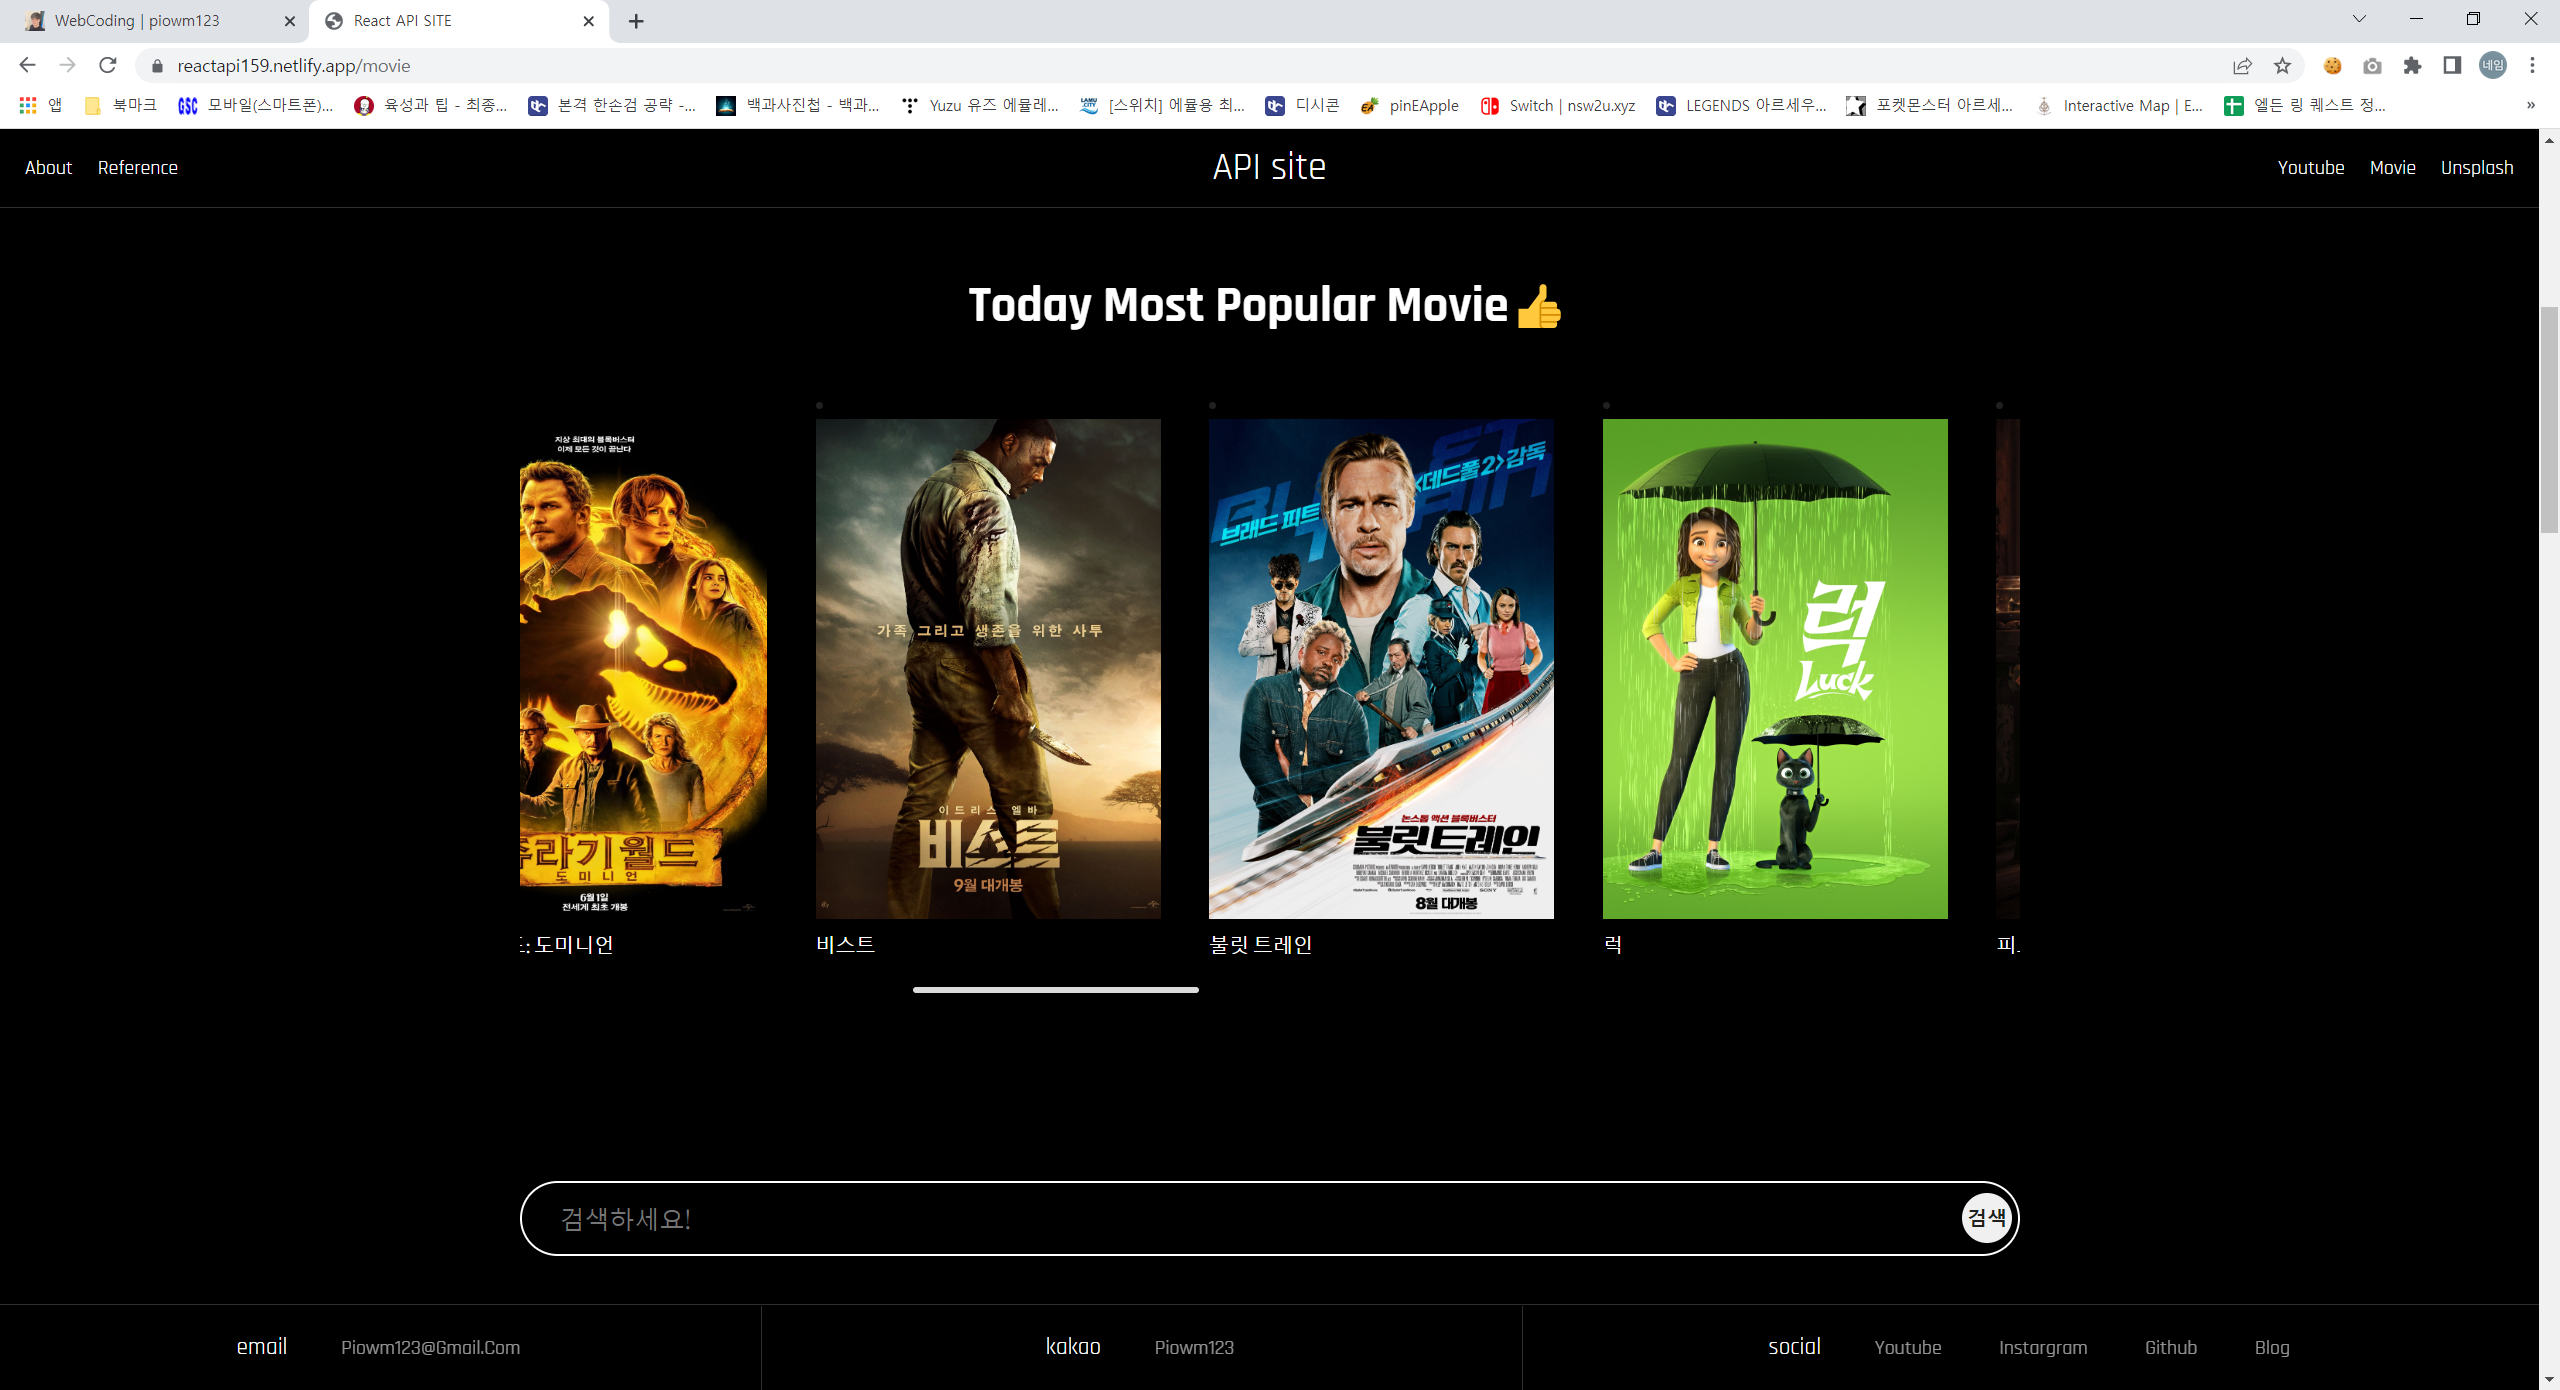 WebCoding | piowm123
React API SITE
reactapi159.netlify.app/movie
네임
앱
북마크
GSC 모바일(스마트폰)...
육성과 팁 - 최종...
본격 한손검 공략 -...
백과사진첩 - 백과...
Yuzu 유즈 에뮬레...
[스위치] 에뮬용 최...
디시콘
pinEApple
Switch | nsw2u.xyz
LEGENDS 아르세우...
포켓몬스터 아르세...
Interactive Map | E...
엘든 링 퀘스트 정...
About Reference
API site
Youtube Movie Unsplash
Today Most Popular Movie👍
지상 최대의 블록버스터
이제 모든 것이 끝난다
쥬라기월드
도미니언
6월 1일
전세계 최초 개봉
가족 그리고 생존을 위한 사투
이드리스 엘바
비스트
9월 대개봉
<데드풀 2> 감독
브래드 피트
논스톱 액션 블록버스터
불릿트레인
8월 대개봉
럭
Luck
: 도미니언
비스트
불릿 트레인
럭
피
검색하세요!
검색
email Piowm123@Gmail.Com
kakao Piowm123
social Youtube Instargram Github Blog